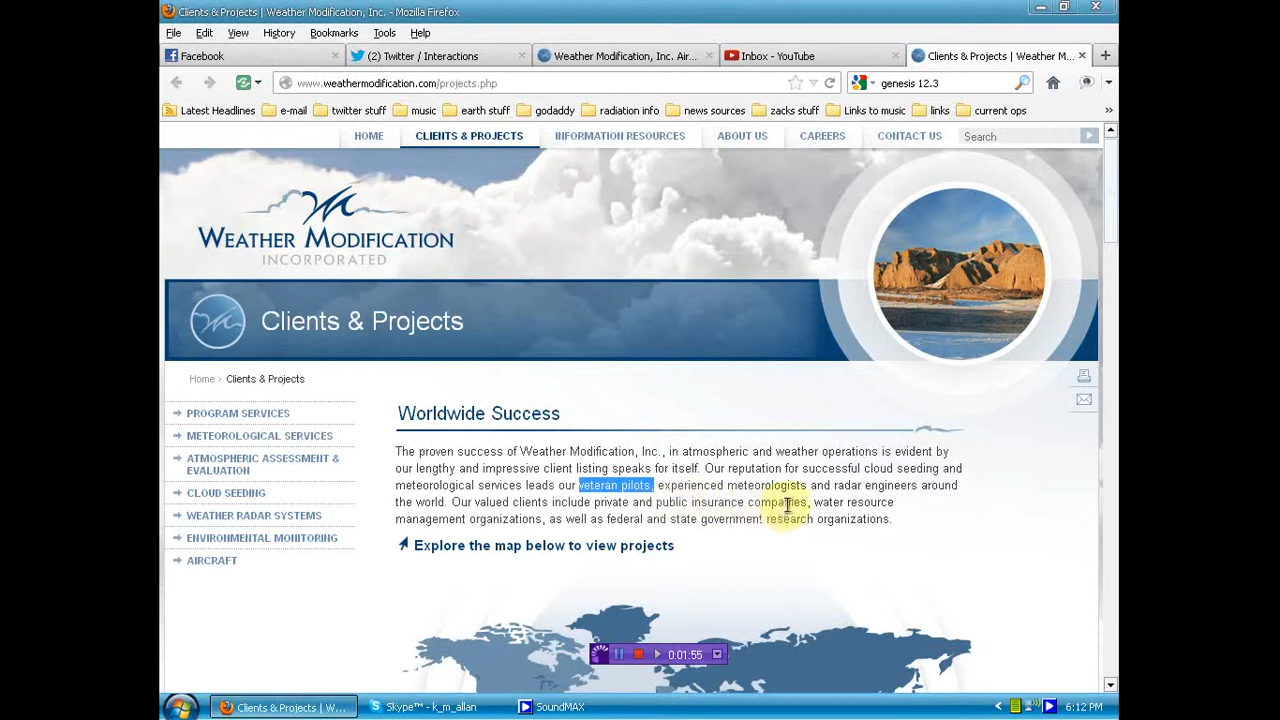 Clients & Projects | Weather Modification, Inc. - Mozilla Firefox
File Edit View History Bookmarks Tools Help
Facebook (2) Twitter / Interactions Weather Modification, Inc. Air... Inbox - YouTube Clients & Projects | Weather M...
www.weathermodification.com/projects.php genesis 12.3
Latest Headlines e-mail twitter stuff music earth stuff godaddy radiation info news sources zacks stuff Links to music links current ops
HOME CLIENTS & PROJECTS INFORMATION RESOURCES ABOUT US CAREERS CONTACT US Search
WEATHER MODIFICATION
INCORPORATED
Clients & Projects
Home › Clients & Projects
PROGRAM SERVICES
METEOROLOGICAL SERVICES
ATMOSPHERIC ASSESSMENT &
EVALUATION
CLOUD SEEDING
WEATHER RADAR SYSTEMS
ENVIRONMENTAL MONITORING
AIRCRAFT
Worldwide Success
The proven success of Weather Modification, Inc., in atmospheric and weather operations is evident by
our lengthy and impressive client listing speaks for itself. Our reputation for successful cloud seeding and
meteorological services leads our veteran pilots, experienced meteorologists and radar engineers around
the world. Our valued clients include private and public insurance companies, water resource
management organizations, as well as federal and state government research organizations.
Explore the map below to view projects
0:01:55
Clients & Projects | W... Skype™ - k_m_allan SoundMAX 6:12 PM